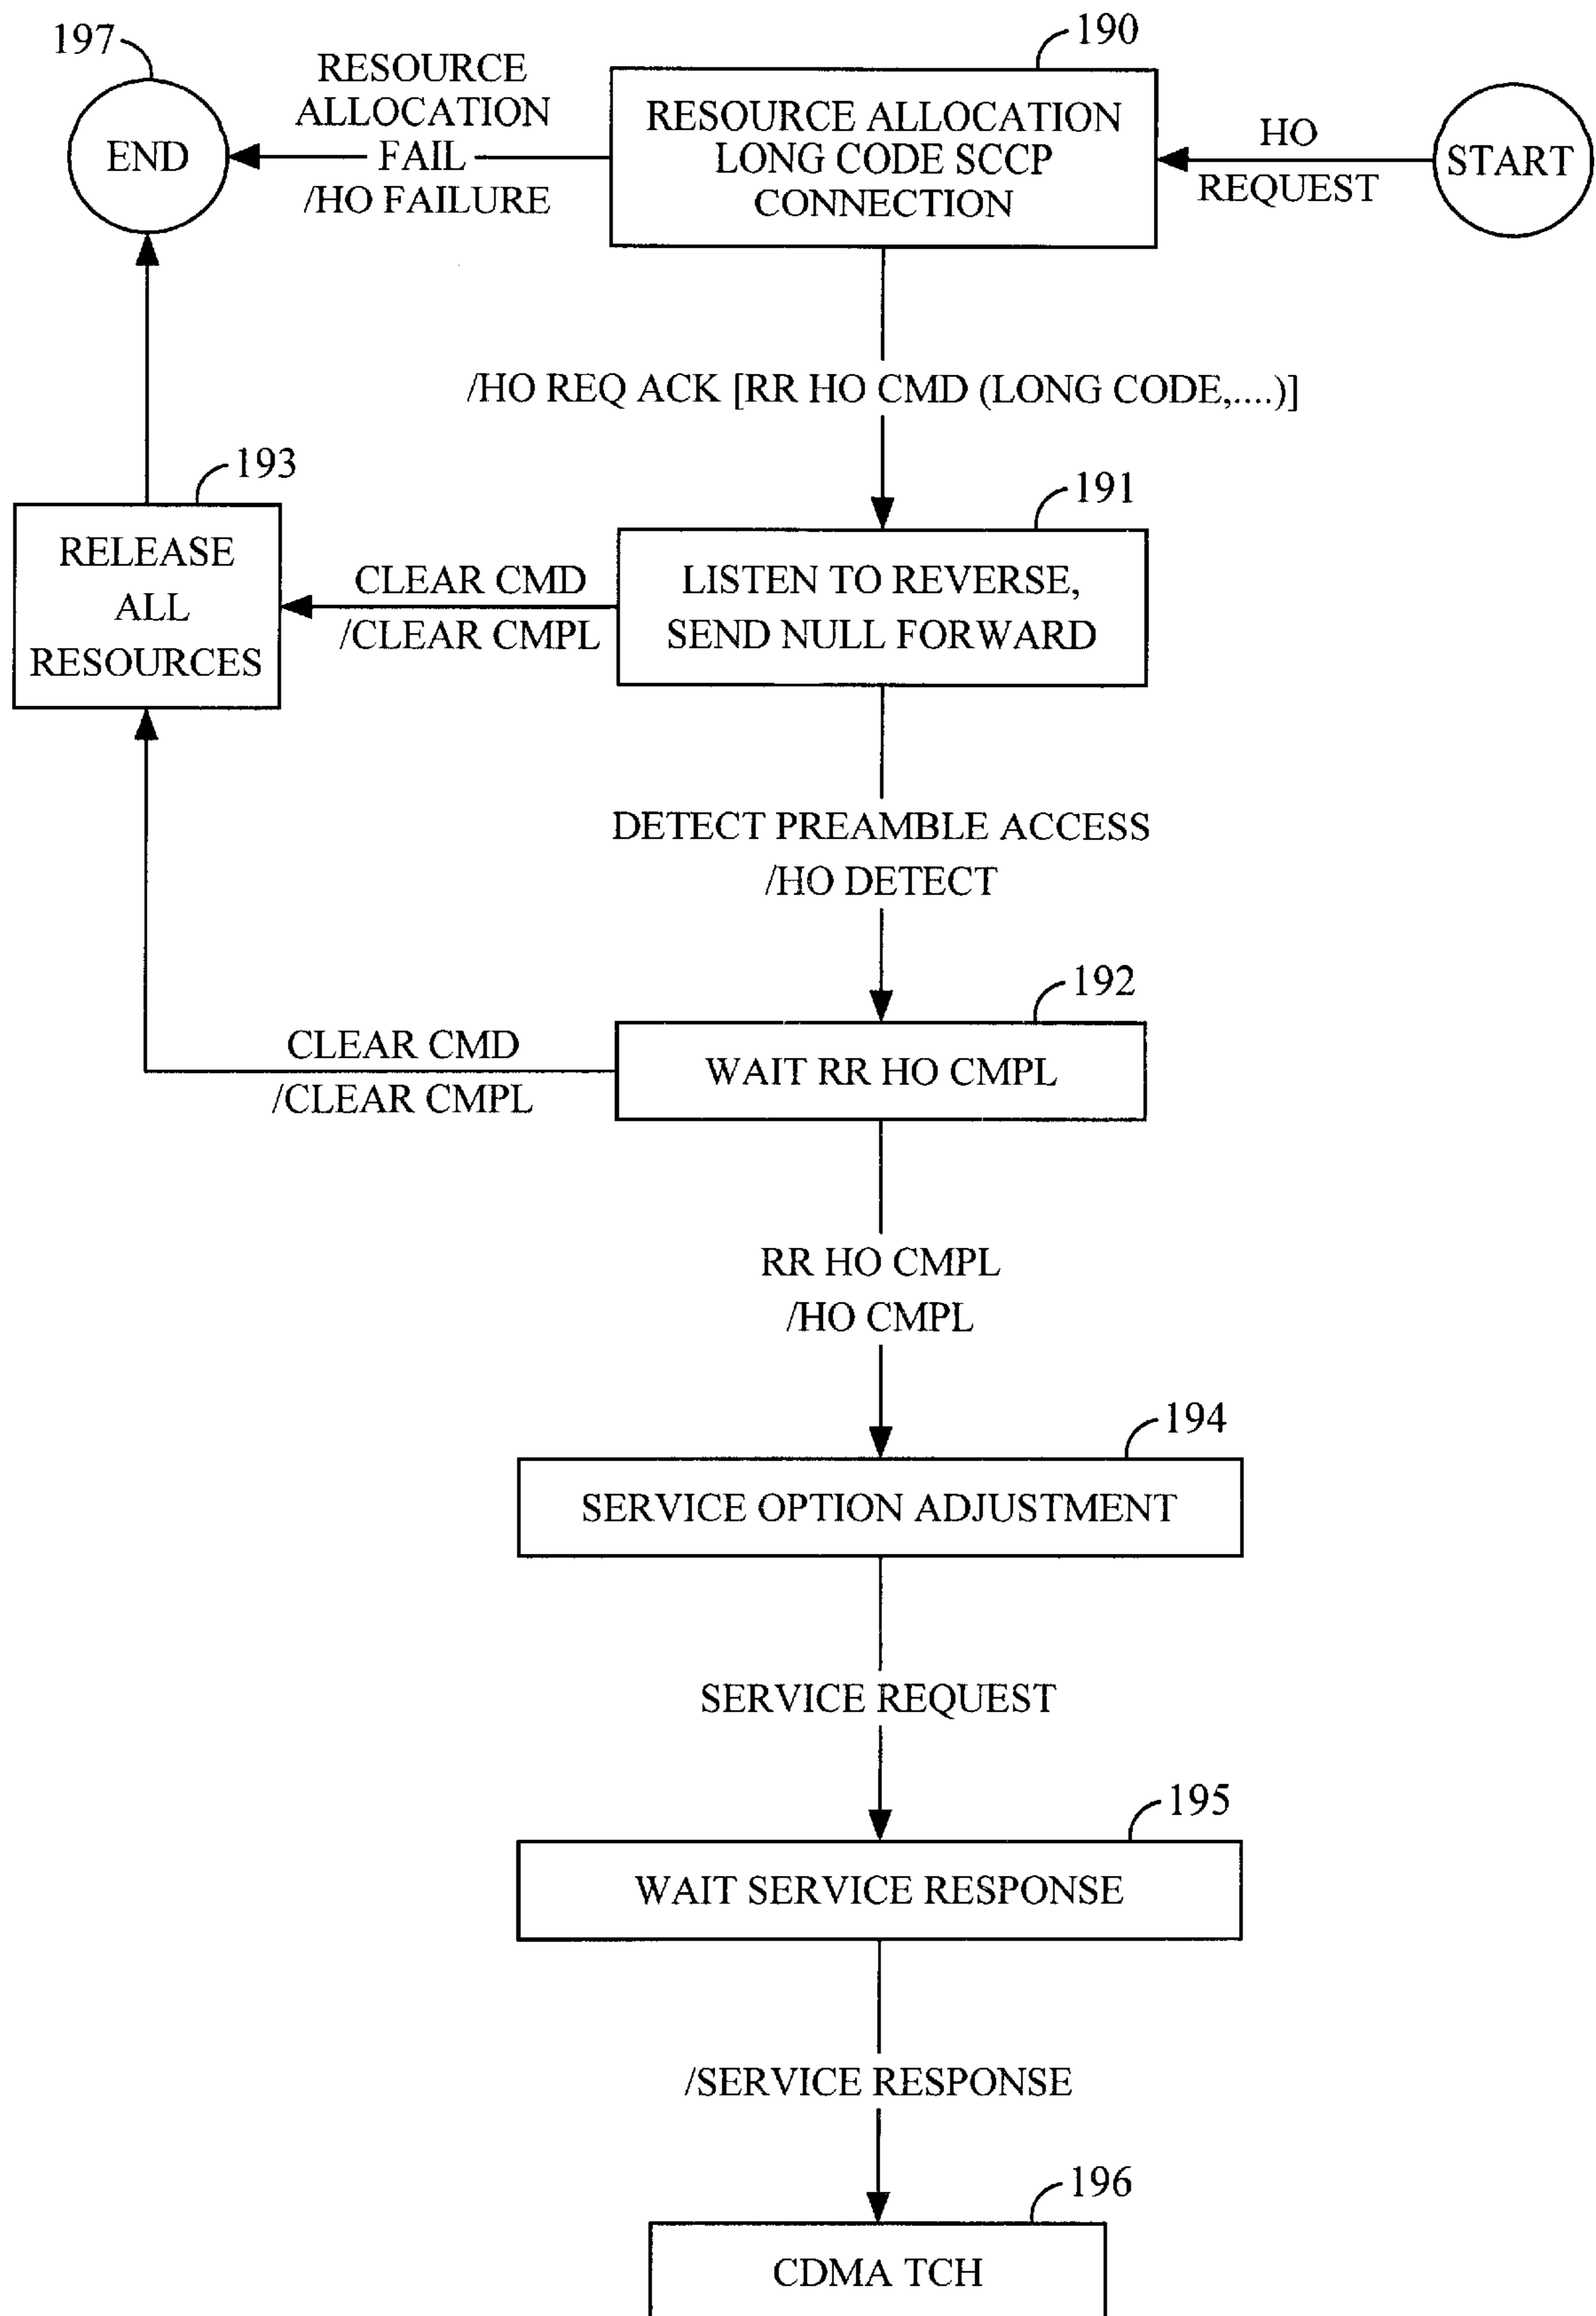 197
RESOURCE
ALLOCATION
FAIL
/HO FAILURE
END
190
RESOURCE ALLOCATION
LONG CODE SCCP
CONNECTION
HO
REQUEST
START
/HO REQ ACK [RR HO CMD (LONG CODE,....)]
193
RELEASE
ALL
RESOURCES
CLEAR CMD
/CLEAR CMPL
191
LISTEN TO REVERSE,
SEND NULL FORWARD
DETECT PREAMBLE ACCESS
/HO DETECT
192
CLEAR CMD
/CLEAR CMPL
WAIT RR HO CMPL
RR HO CMPL
/HO CMPL
194
SERVICE OPTION ADJUSTMENT
SERVICE REQUEST
195
WAIT SERVICE RESPONSE
/SERVICE RESPONSE
196
CDMA TCH